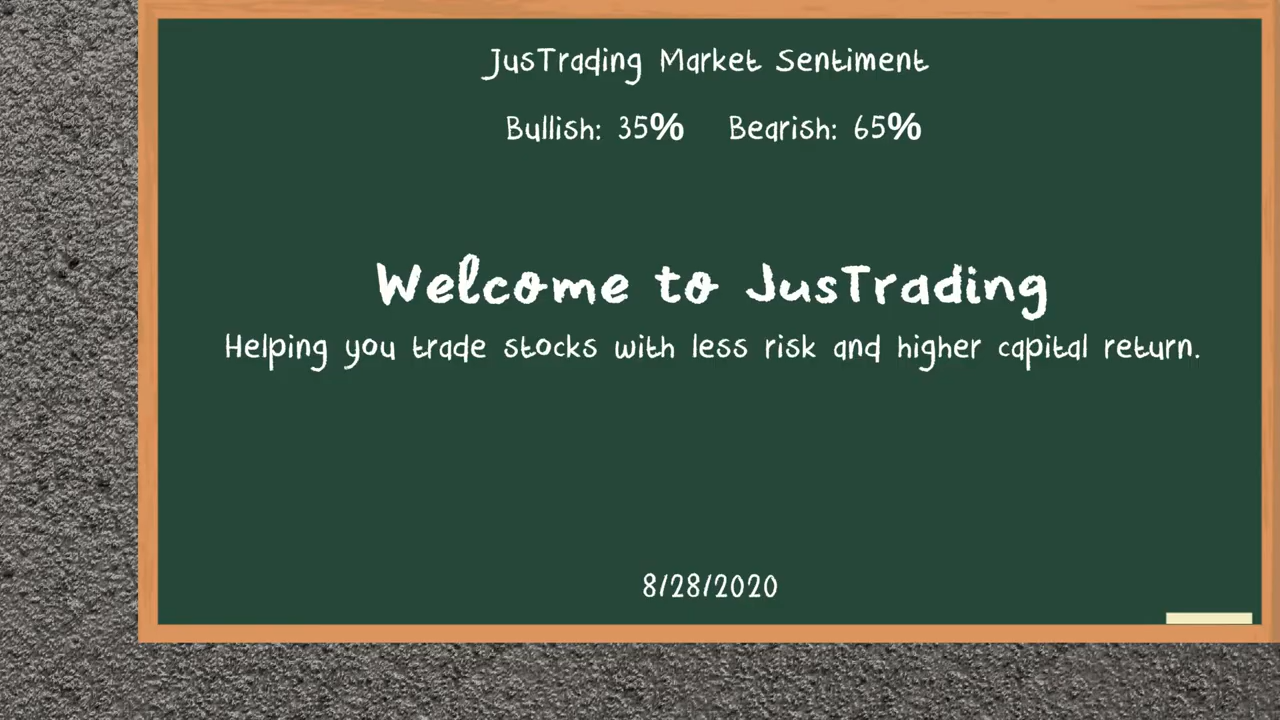 JusTrading Market Sentiment
Bullish: 35% Bearish: 65%
Welcome to JusTrading
Helping you trade stocks with less risk and higher capital return.
8/28/2020